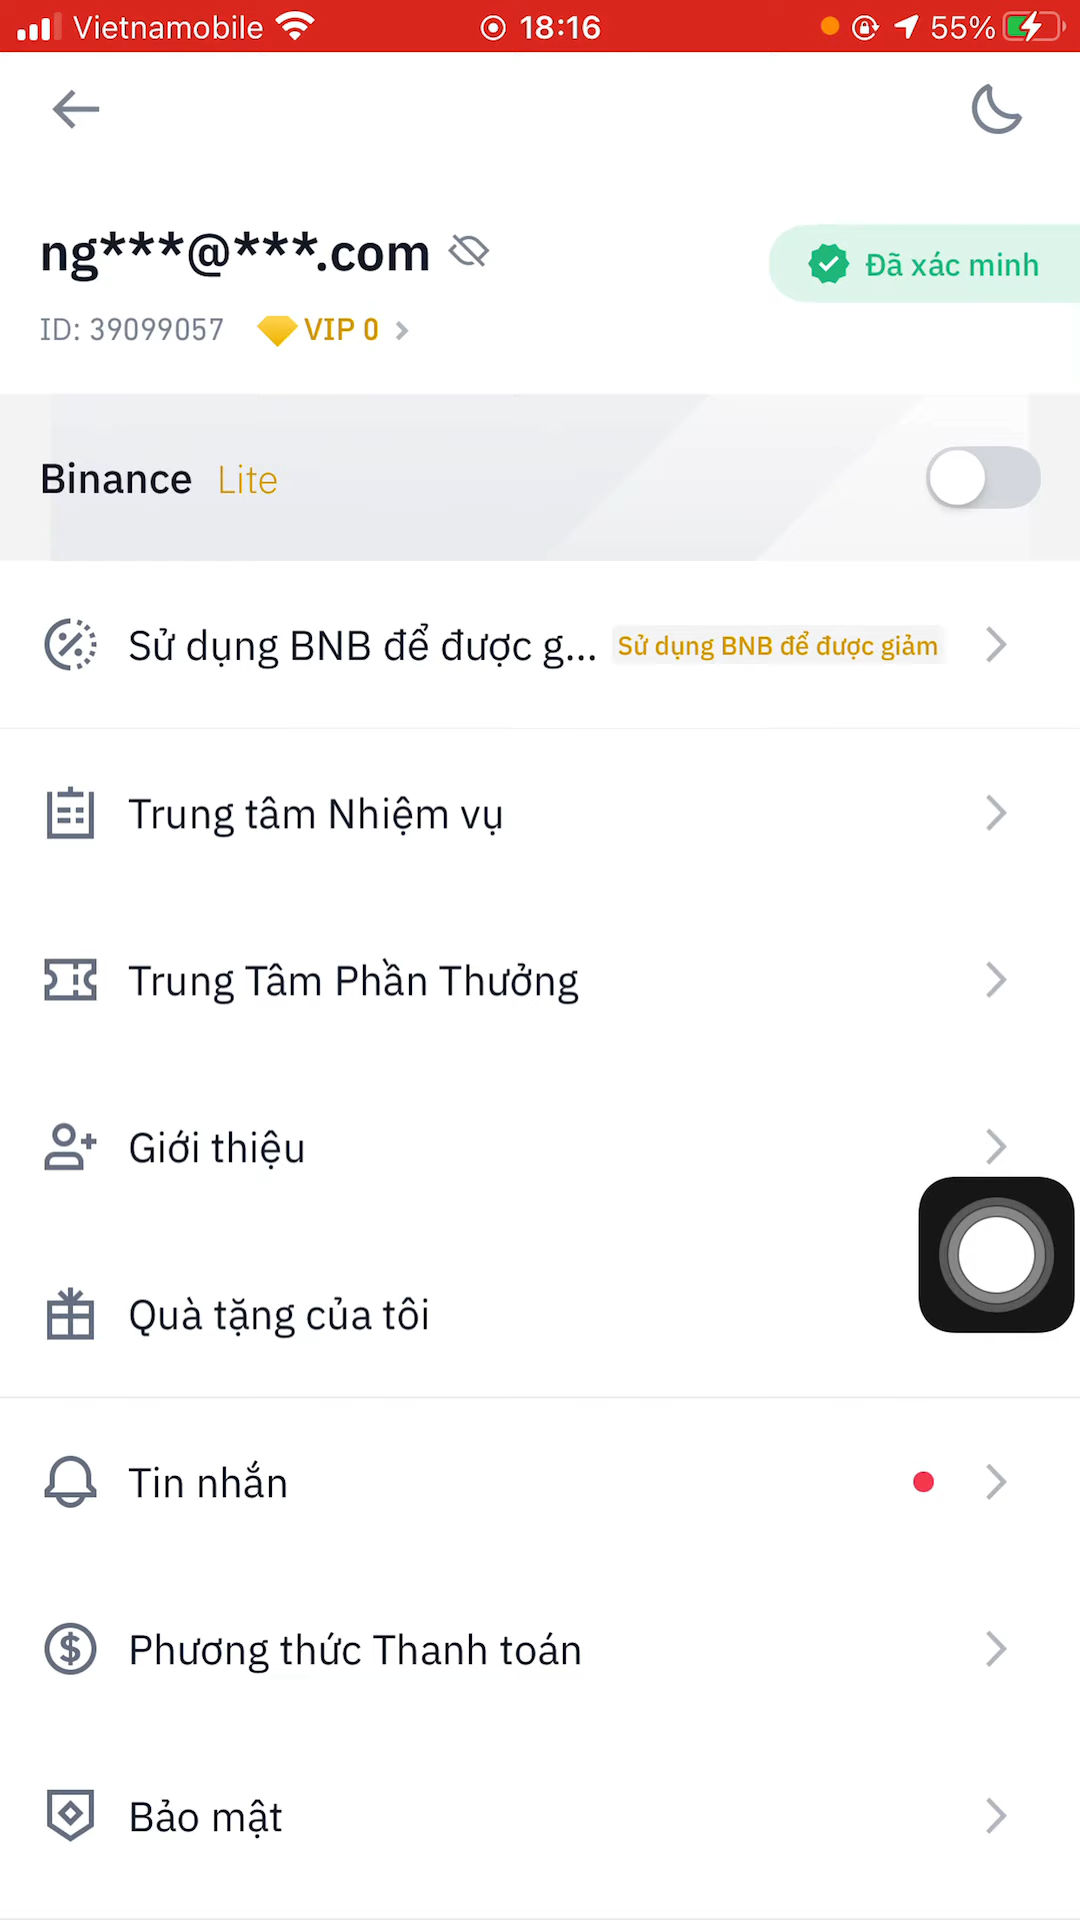 Vietnamobile 18:16 55%
ng***@***.com
Đã xác minh
ID: 39099057 VIP 0
Binance Lite
Sử dụng BNB để được g... Sử dụng BNB để được giảm
Trung tâm Nhiệm vụ
Trung Tâm Phần Thưởng
Giới thiệu
Quà tặng của tôi
Tin nhắn
Phương thức Thanh toán
Bảo mật